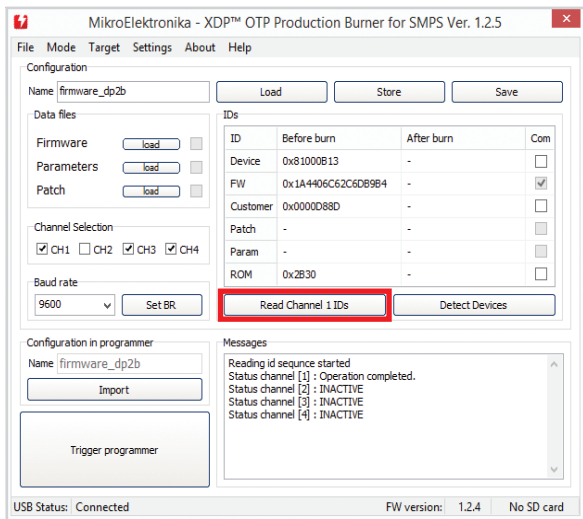 MikroElektronika - XDP™ OTP Production Burner for SMPS Ver. 1.2.5
File Mode Target Settings About Help
Configuration
Name firmware_dp2b Load Store Save
Data files
Firmware load
Parameters load
Patch load
Channel Selection
CH1 CH2 CH3 CH4
Baud rate
9600 Set BR
IDs
ID Before burn After burn Com
Device 0x81000B13 -
FW 0x1A4406C62C6DB9B4 -
Customer 0x0000D88D -
Patch - -
Param - -
ROM 0x2B30 -
Read Channel 1 IDs Detect Devices
Configuration in programmer
Name firmware_dp2b
Import
Trigger programmer
Messages
Reading id sequnce started
Status channel [1] : Operation completed.
Status channel [2] : INACTIVE
Status channel [3] : INACTIVE
Status channel [4] : INACTIVE
USB Status: Connected FW version: 1.2.4 No SD card